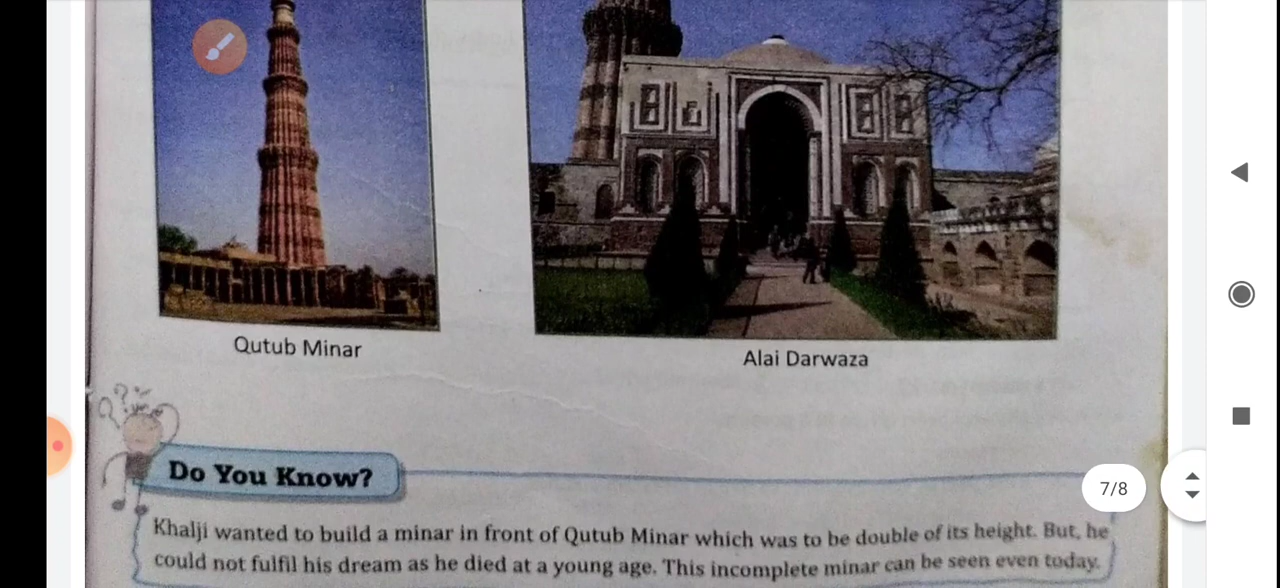 Qutub Minar
Alai Darwaza
Do You Know?
7/8
Khalji wanted to build a minar in front of Qutub Minar which was to be double of its height. But, he
could not fulfil his dream as he died at a young age. This incomplete minar can be seen even today.